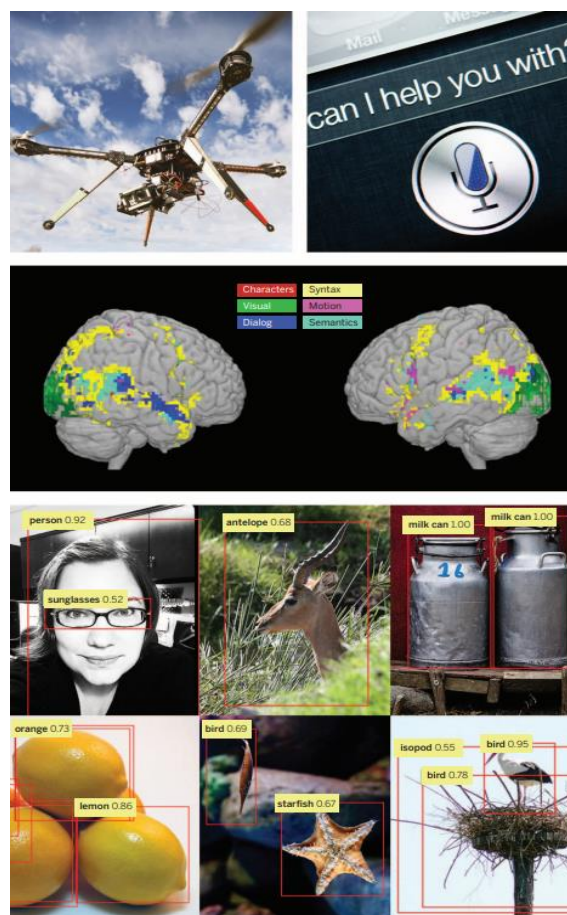 Mail
Mess
can I help you with?
Characters
Syntax
Visual
Motion
Dialog
Semantics
person 0.92
antelope 0.68
milk can 1.00
milk can 1.00
sunglasses 0.52
16
orange 0.73
bird 0.69
isopod 0.55
bird 0.95
bird 0.78
lemon 0.86
starfish 0.67